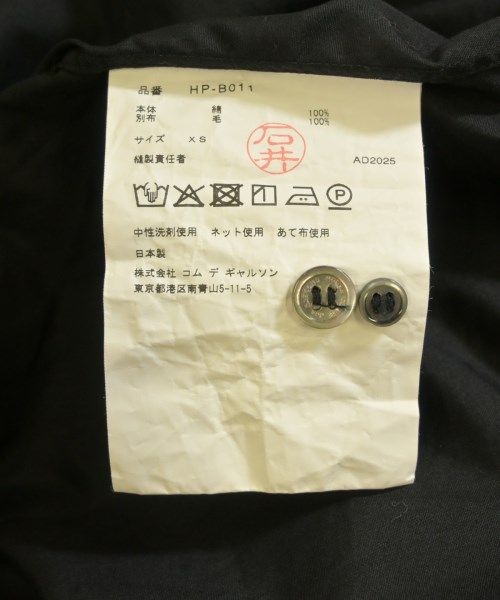 品番 HP-B011
本体 綿 100%
別布 毛 100%
サイズ XS
石井
縫製責任者 AD2025
中性洗剤使用 ネット使用 あて布使用
日本製
株式会社 コム デ ギャルソン
東京都港区南青山5-11-5